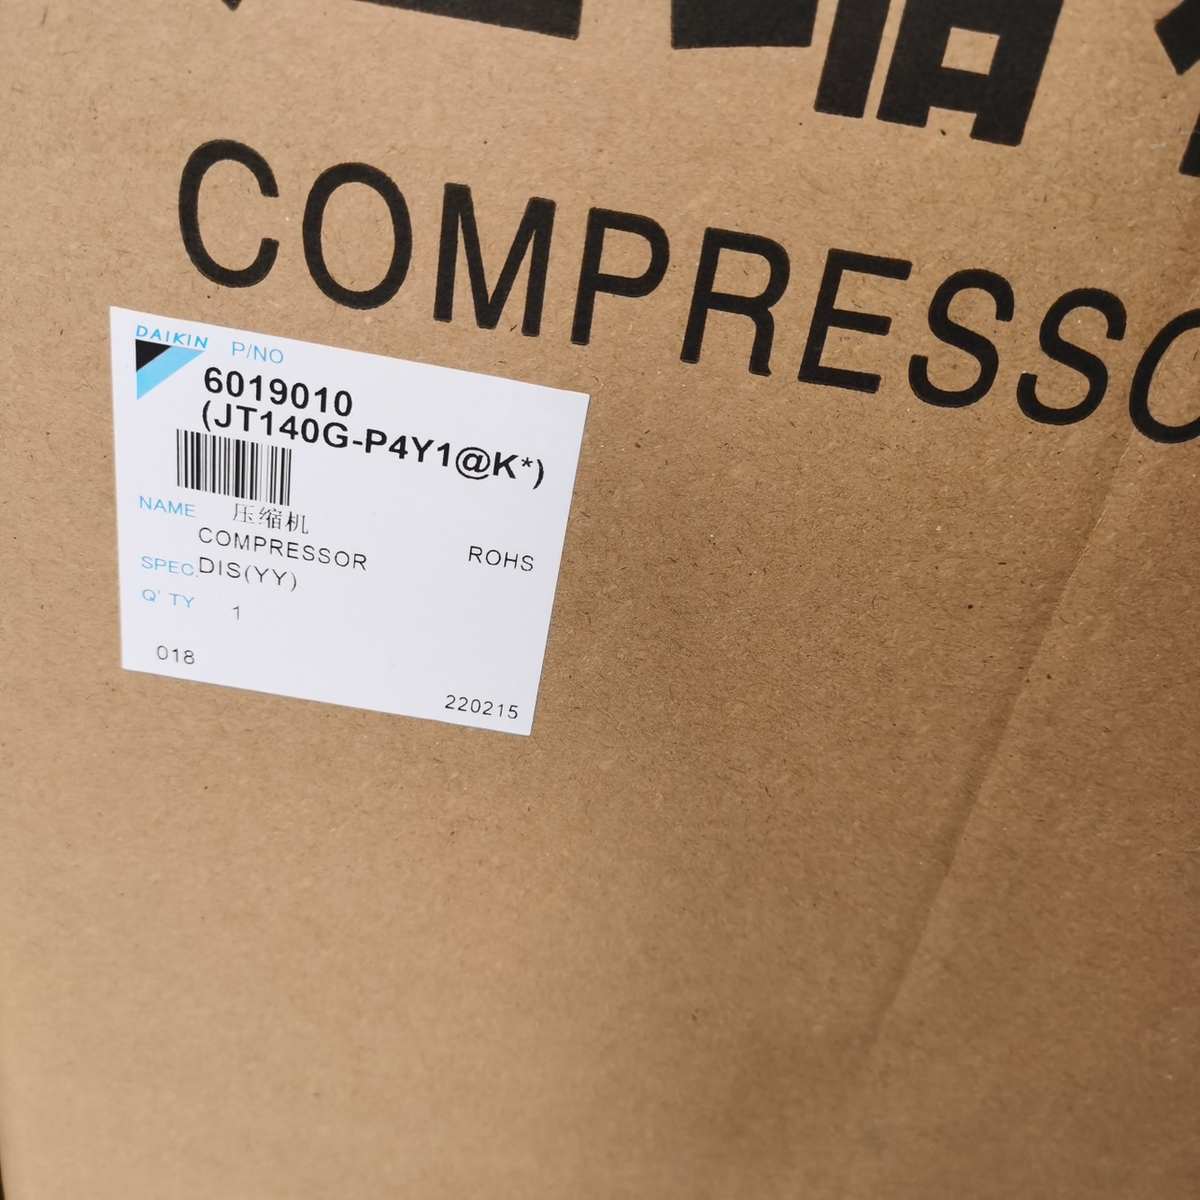 COMPRESSO
DAIKIN P/NO
6019010
(JT140G-P4Y1@K*)
NAME 压缩机
COMPRESSOR ROHS
SPEC. DIS(YY)
Q' TY 1
018
220215